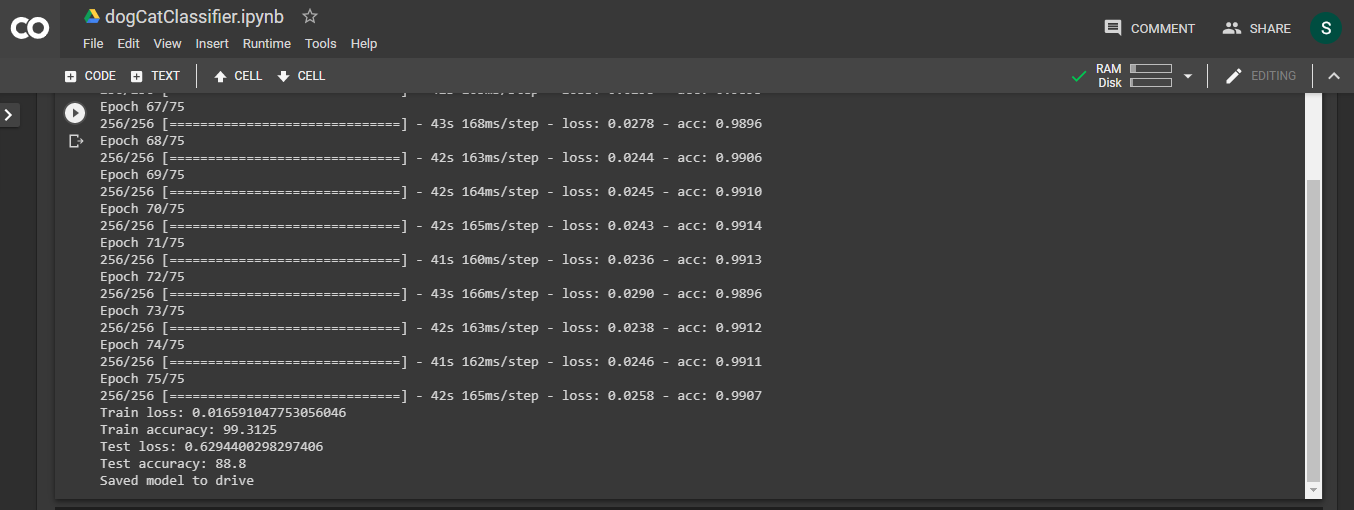 dogCatClassifier.ipynb
File Edit View Insert Runtime Tools Help
COMMENT SHARE S
CODE TEXT CELL CELL
RAM
Disk
EDITING
Epoch 67/75
256/256 [==============================] - 43s 168ms/step - loss: 0.0278 - acc: 0.9896
Epoch 68/75
256/256 [==============================] - 42s 163ms/step - loss: 0.0244 - acc: 0.9906
Epoch 69/75
256/256 [==============================] - 42s 164ms/step - loss: 0.0245 - acc: 0.9910
Epoch 70/75
256/256 [==============================] - 42s 165ms/step - loss: 0.0243 - acc: 0.9914
Epoch 71/75
256/256 [==============================] - 41s 160ms/step - loss: 0.0236 - acc: 0.9913
Epoch 72/75
256/256 [==============================] - 43s 166ms/step - loss: 0.0290 - acc: 0.9896
Epoch 73/75
256/256 [==============================] - 42s 163ms/step - loss: 0.0238 - acc: 0.9912
Epoch 74/75
256/256 [==============================] - 41s 162ms/step - loss: 0.0246 - acc: 0.9911
Epoch 75/75
256/256 [==============================] - 42s 165ms/step - loss: 0.0258 - acc: 0.9907
Train loss: 0.016591047753056046
Train accuracy: 99.3125
Test loss: 0.6294400298297406
Test accuracy: 88.8
Saved model to drive